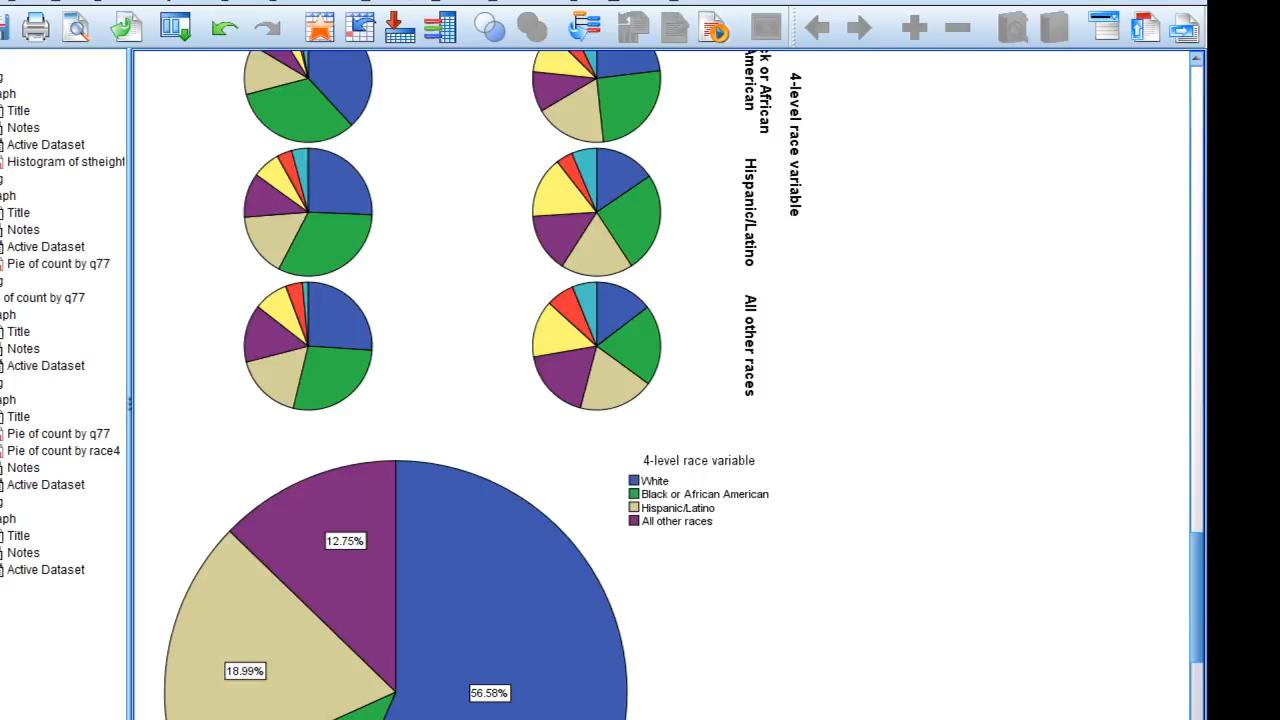 g
aph
Title
Notes
Active Dataset
Histogram of stheight
g
aph
Title
Notes
Active Dataset
Pie of count by q77
g
of count by q77
aph
Title
Notes
Active Dataset
g
aph
Title
Pie of count by q77
Pie of count by race4
Notes
Active Dataset
g
aph
Title
Notes
Active Dataset
4-level race variable
ck or African
American
Hispanic/Latino
All other races
4-level race variable
White
Black or African American
Hispanic/Latino
All other races
12.75%
18.99%
56.58%